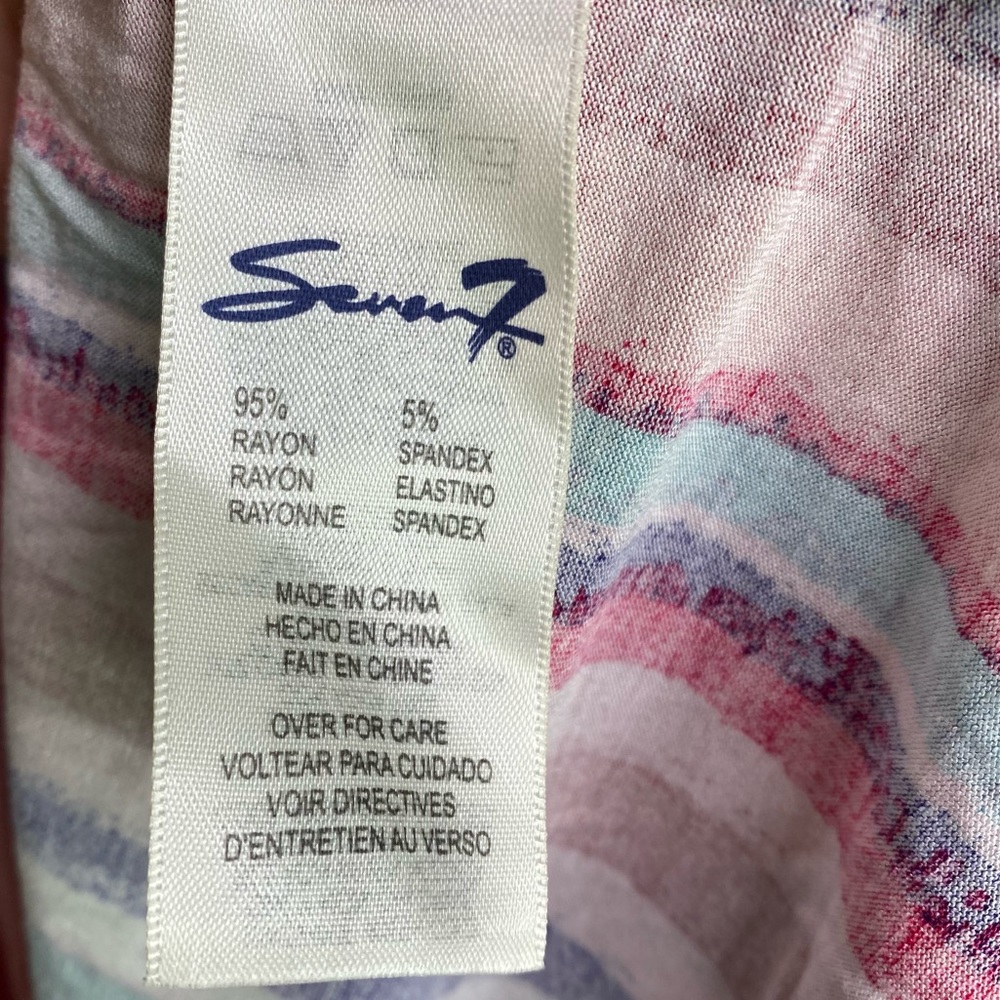 Seven7®
95% 5%
RAYON SPANDEX
RAYÓN ELASTINO
RAYONNE SPANDEX
MADE IN CHINA
HECHO EN CHINA
FAIT EN CHINE
OVER FOR CARE
VOLTEAR PARA CUIDADO
VOIR DIRECTIVES
D'ENTRETIEN AU VERSO